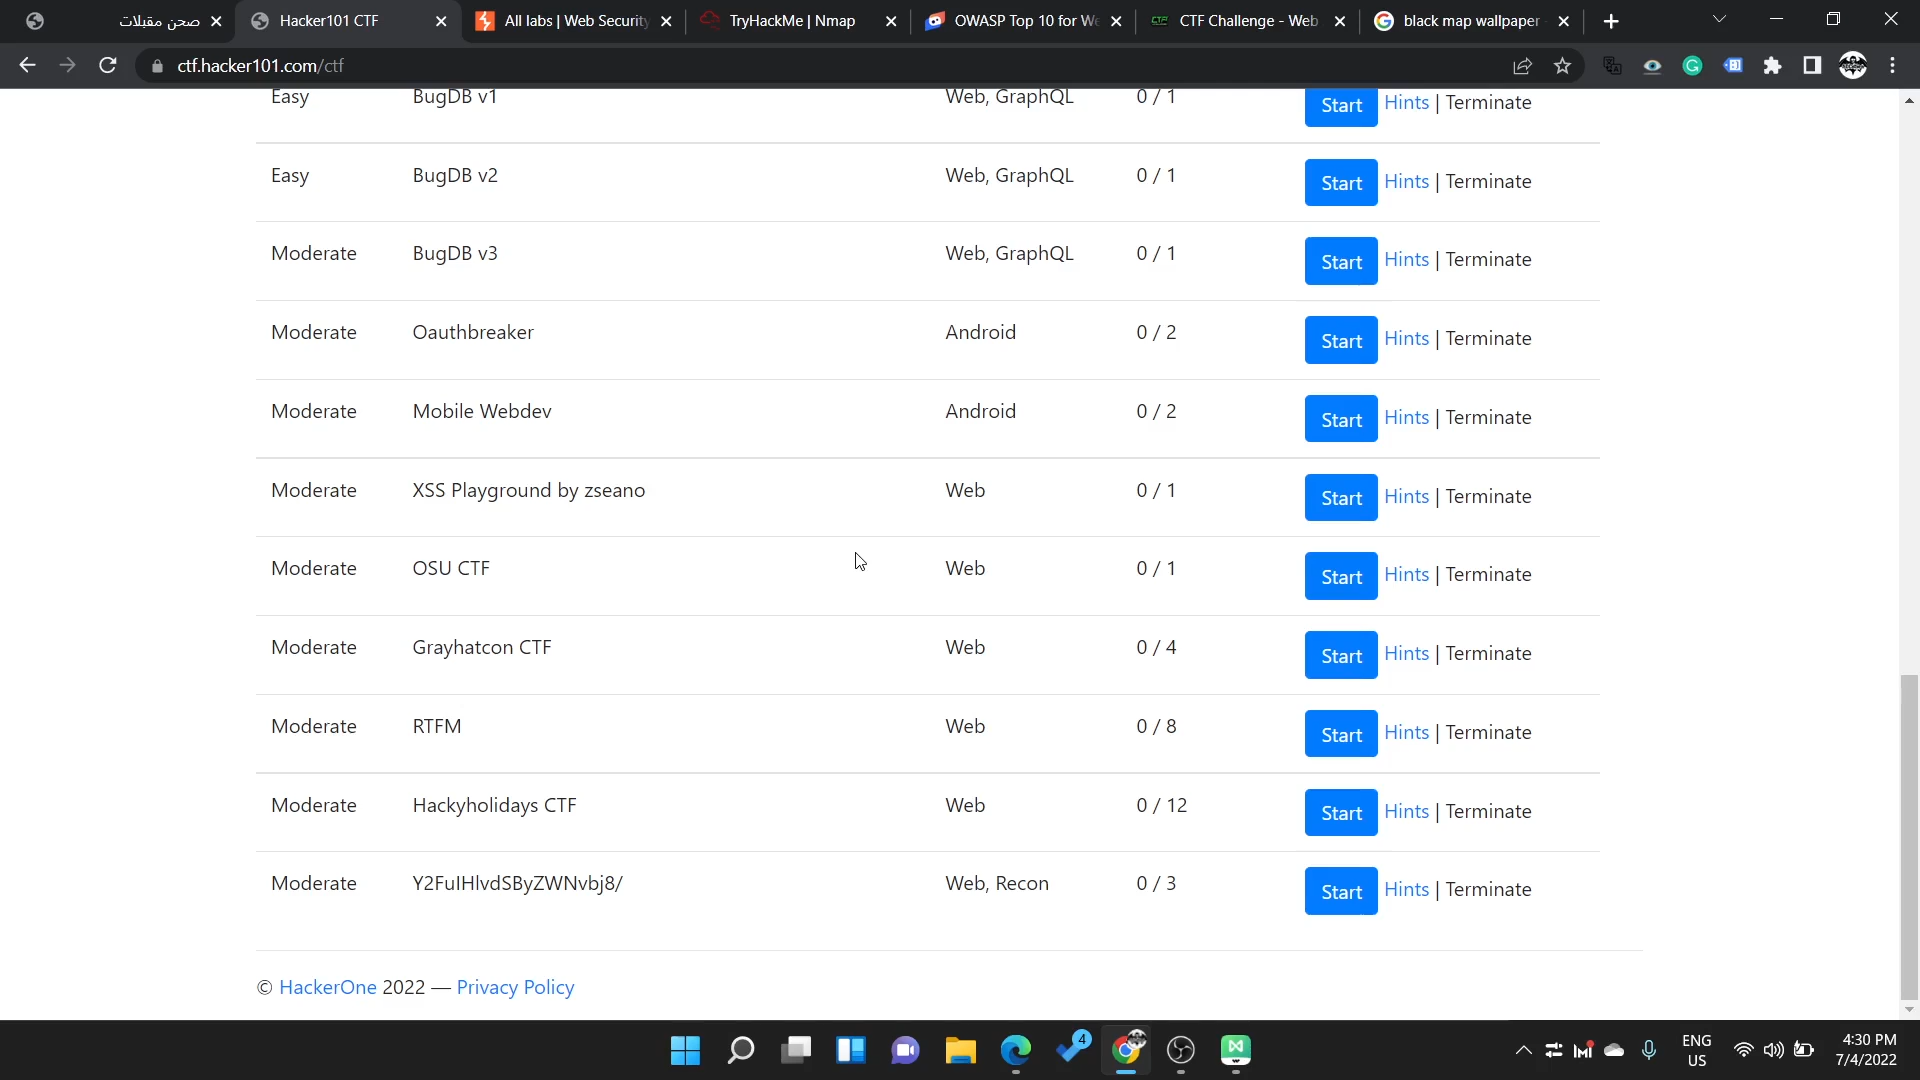 صحن مقبلات
Hacker101 CTF
All labs | Web Security
TryHackMe | Nmap
OWASP Top 10 for We
CTF Challenge - Web
black map wallpaper
ctf.hacker101.com/ctf
Easy BugDB v1 Web, GraphQL 0 / 1 Start Hints | Terminate
Easy BugDB v2 Web, GraphQL 0 / 1 Start Hints | Terminate
Moderate BugDB v3 Web, GraphQL 0 / 1 Start Hints | Terminate
Moderate Oauthbreaker Android 0 / 2 Start Hints | Terminate
Moderate Mobile Webdev Android 0 / 2 Start Hints | Terminate
Moderate XSS Playground by zseano Web 0 / 1 Start Hints | Terminate
Moderate OSU CTF Web 0 / 1 Start Hints | Terminate
Moderate Grayhatcon CTF Web 0 / 4 Start Hints | Terminate
Moderate RTFM Web 0 / 8 Start Hints | Terminate
Moderate Hackyholidays CTF Web 0 / 12 Start Hints | Terminate
Moderate Y2FuIHlvdSByZWNvbj8/ Web, Recon 0 / 3 Start Hints | Terminate
© HackerOne 2022 — Privacy Policy
4
ENG
US
4:30 PM
7/4/2022